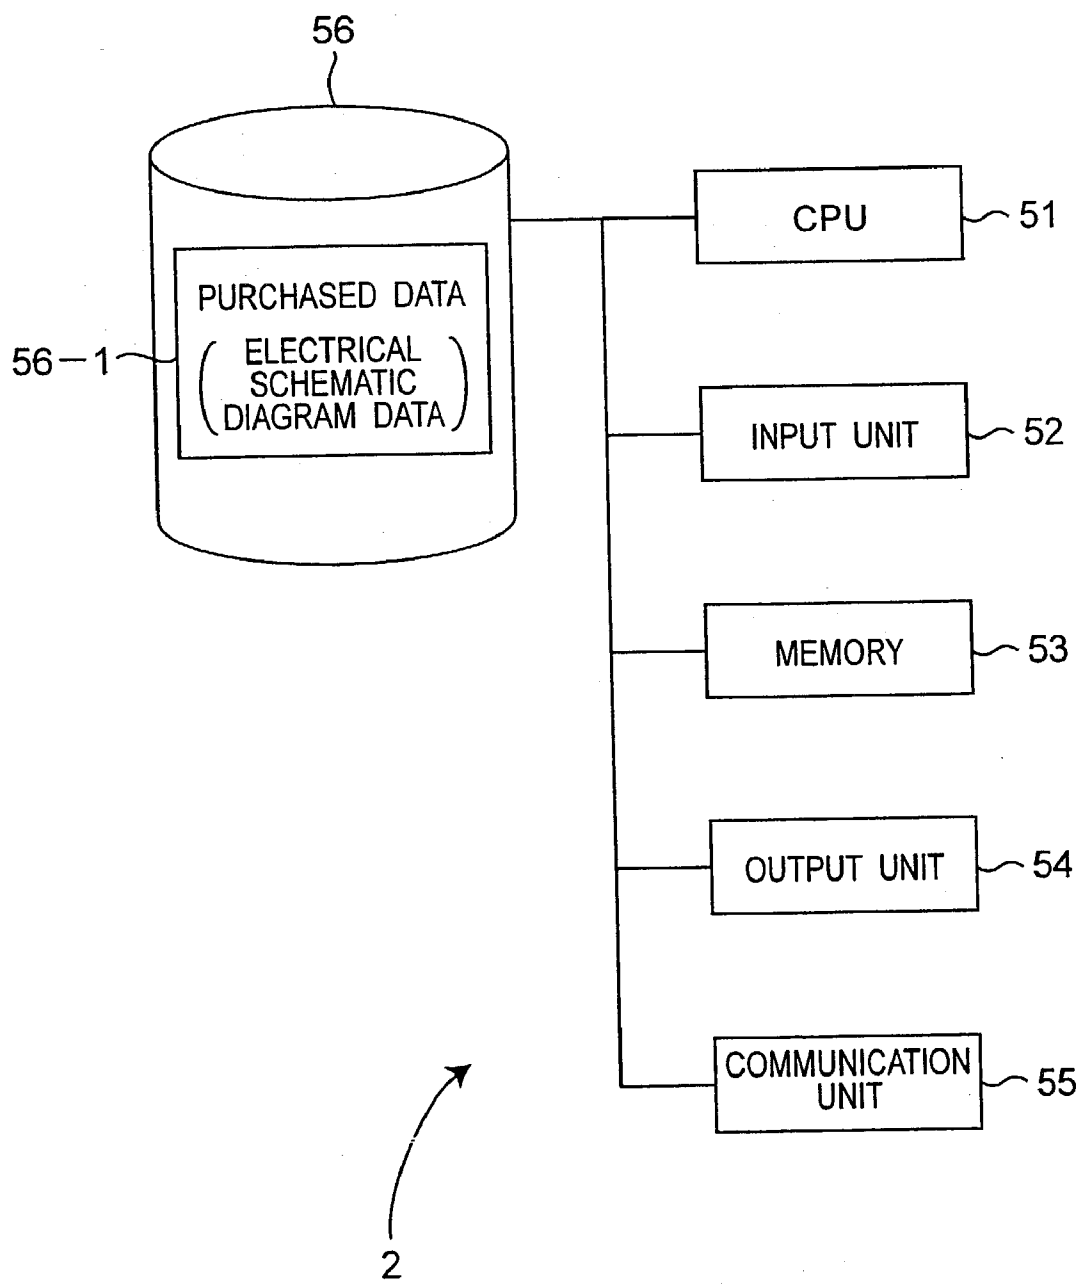 56
CPU
51
PURCHASED DATA
56-1
ELECTRICAL
SCHEMATIC
DIAGRAM DATA
INPUT UNIT
52
MEMORY
53
OUTPUT UNIT
54
COMMUNICATION
UNIT
55
2